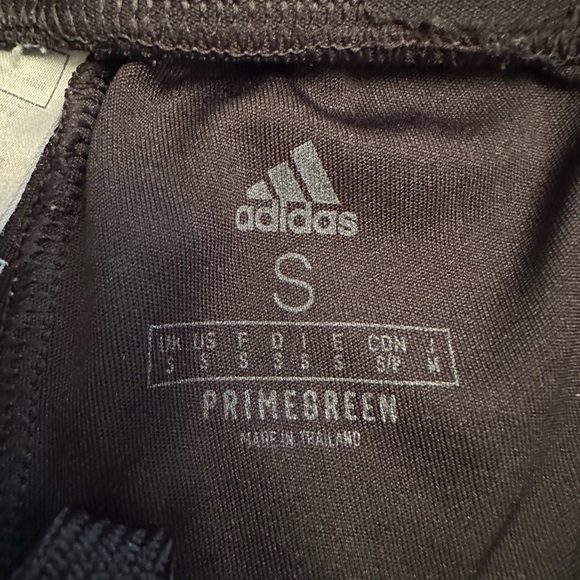 adidas
S
UK US F D I E CDN J
S S S S S S S/P M
PRIMEGREEN
MADE IN THAILAND